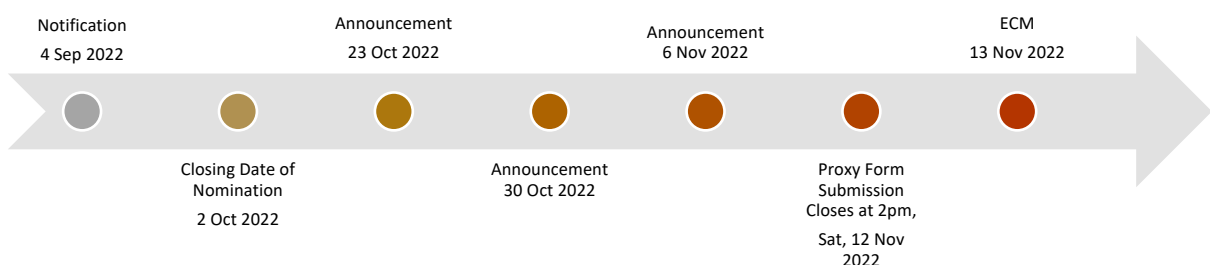 Notification
4 Sep 2022
Closing Date of
Nomination
2 Oct 2022
Announcement
23 Oct 2022
Announcement
30 Oct 2022
Announcement
6 Nov 2022
Proxy Form
Submission
Closes at 2pm,
Sat, 12 Nov
2022
ECM
13 Nov 2022